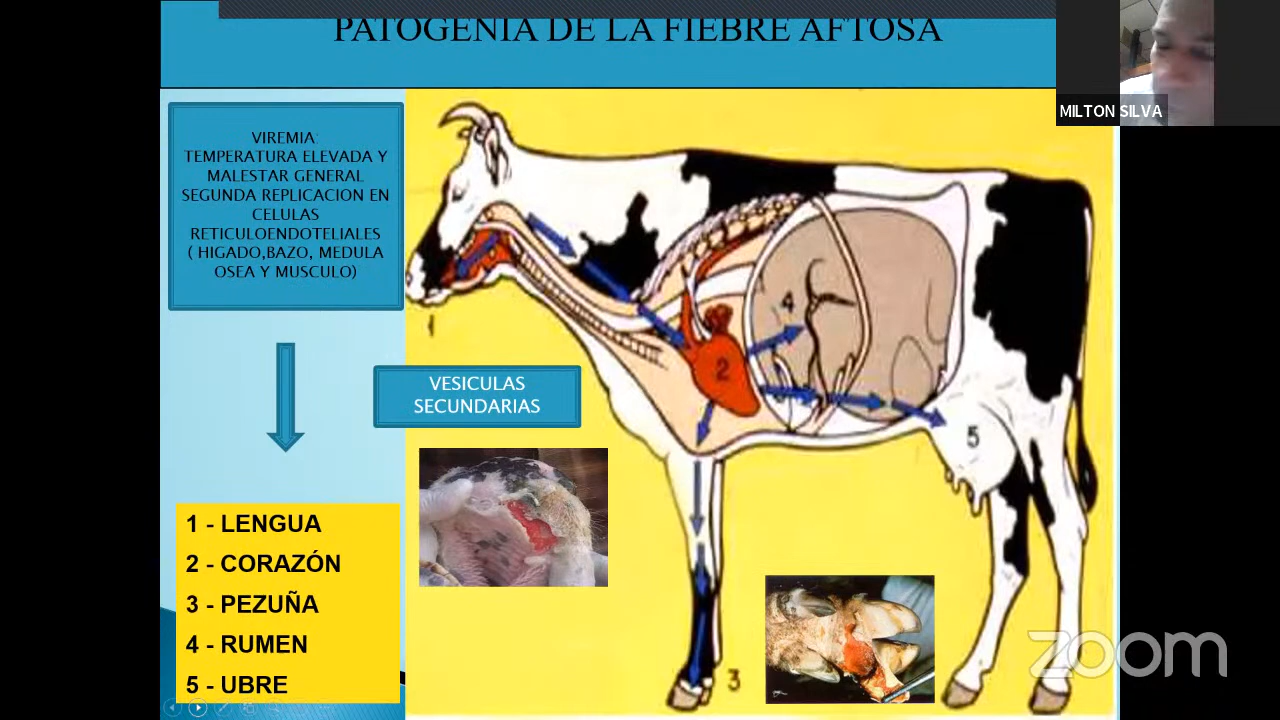 PATOGENIA DE LA FIEBRE AFTOSA
MILTON SILVA
VIREMIA:
TEMPERATURA ELEVADA Y
MALESTAR GENERAL
SEGUNDA REPLICACION EN
CELULAS
RETICULOENDOTELIALES
( HIGADO,BAZO, MEDULA
OSEA Y MUSCULO)
1
2
4
VESICULAS
SECUNDARIAS
5
1 - LENGUA
2 - CORAZÓN
3 - PEZUÑA
4 - RUMEN
5 - UBRE
3
zoom